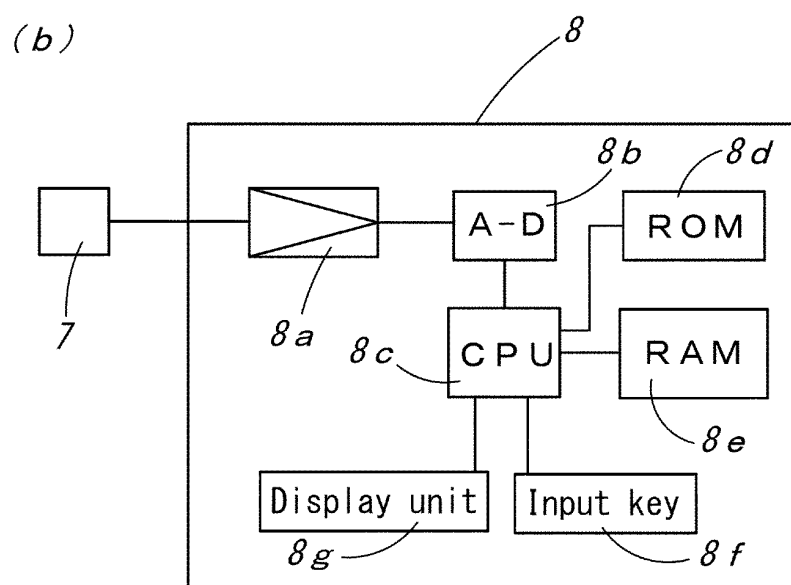 (b)
8
8b
8d
A-D
ROM
7
8a
8c
CPU
RAM
8e
Display unit
Input key
8g
8f